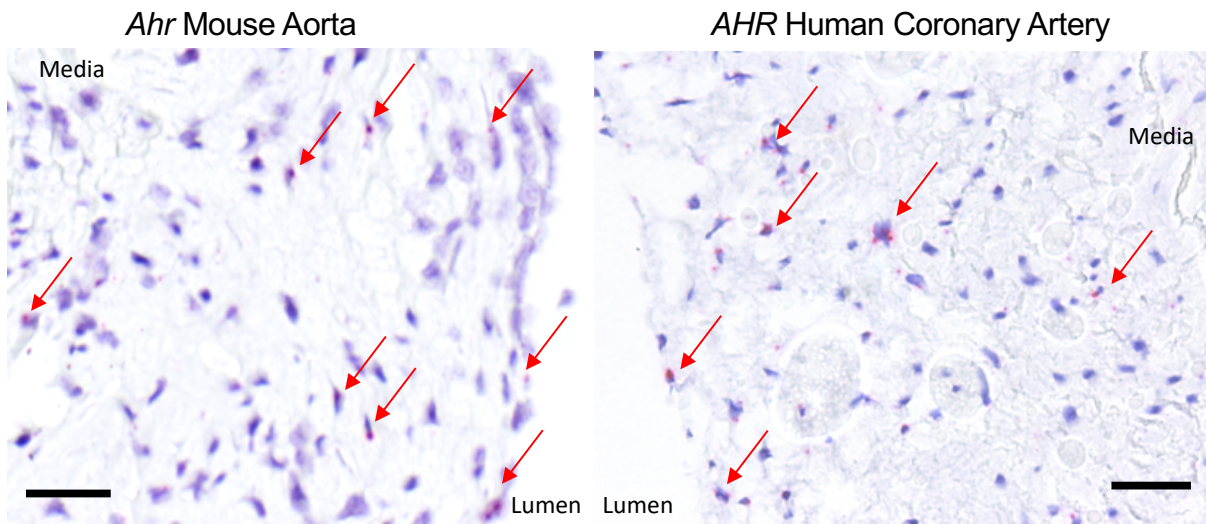 Ahr Mouse Aorta
AHR Human Coronary Artery
Media
Media
Lumen
Lumen